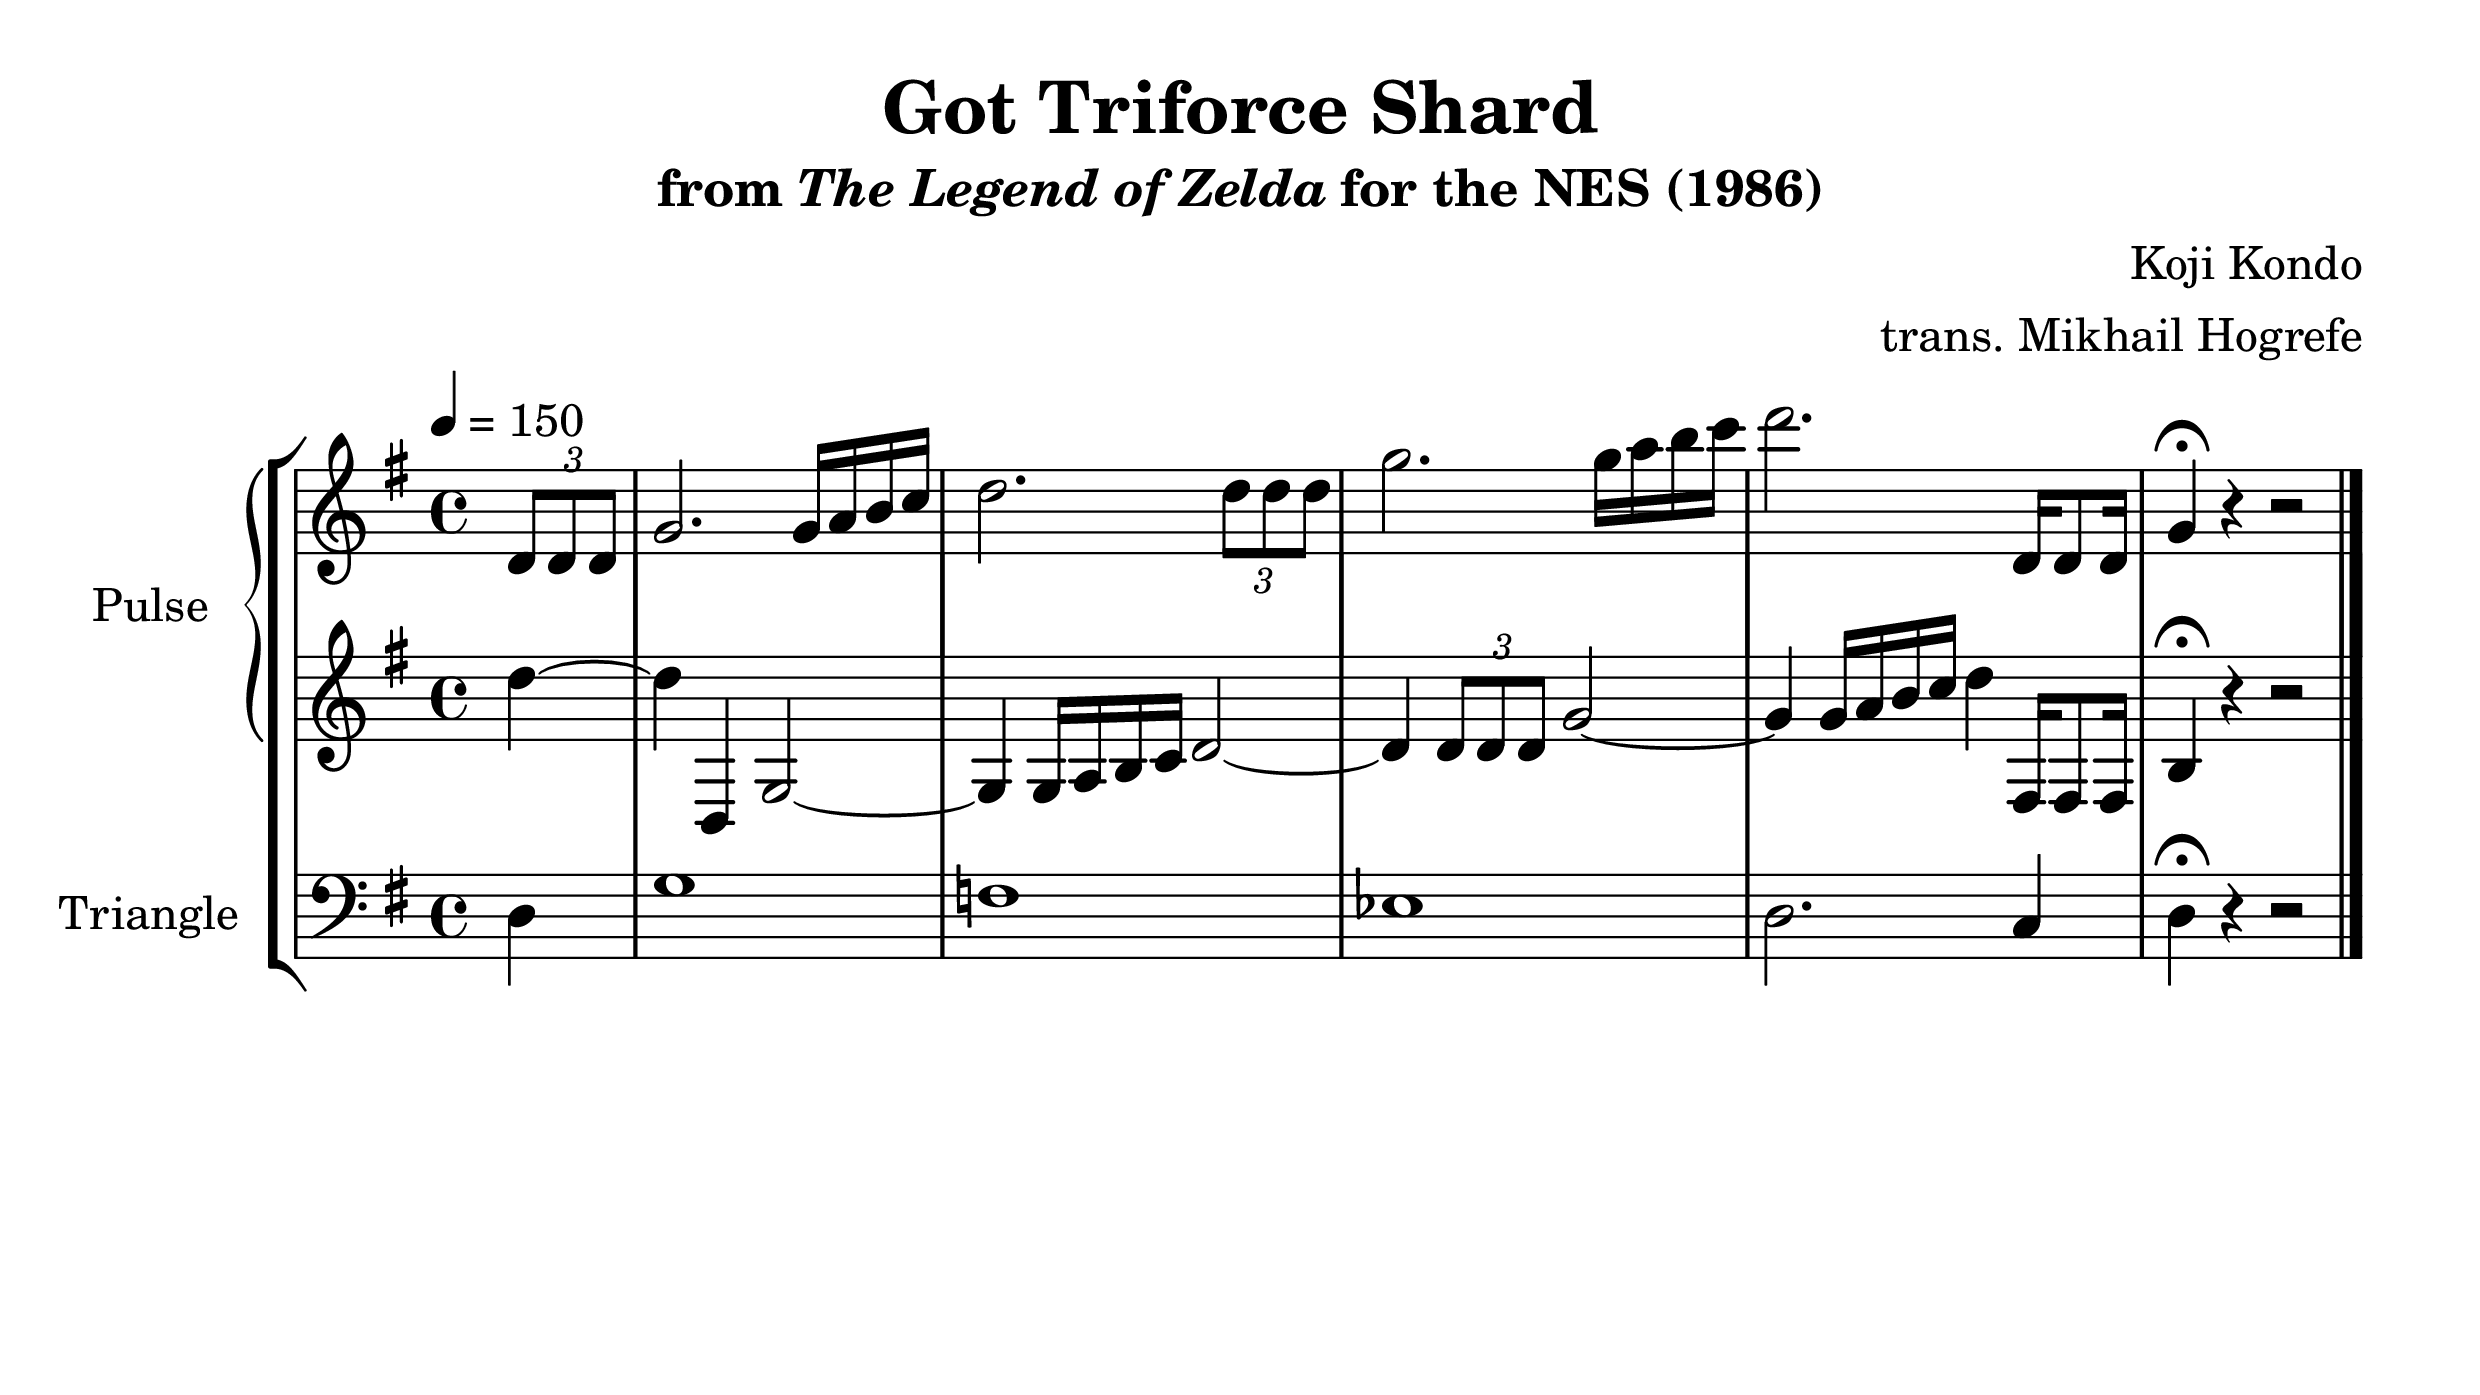 Got Triforce Shard
from The Legend of Zelda for the NES (1986)
Koji Kondo
trans. Mikhail Hogrefe
= 150
3
3
Pulse
3
Triangle